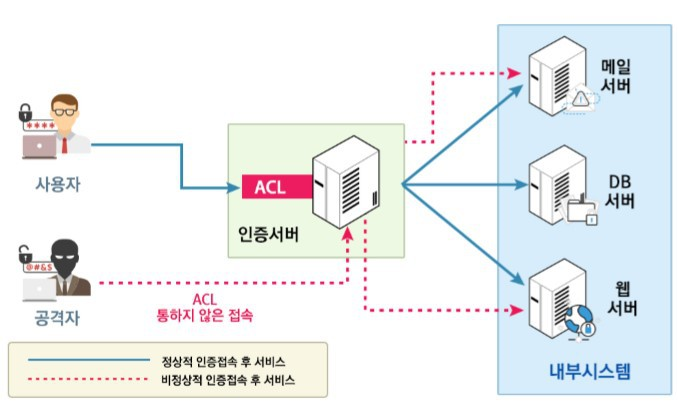 ****
사용자
@#&$
공격자
ACL
인증서버
ACL
통하지 않은 접속
메일
서버
DB
서버
웹
서버
내부시스템
정상적 인증접속 후 서비스
비정상적 인증접속 후 서비스